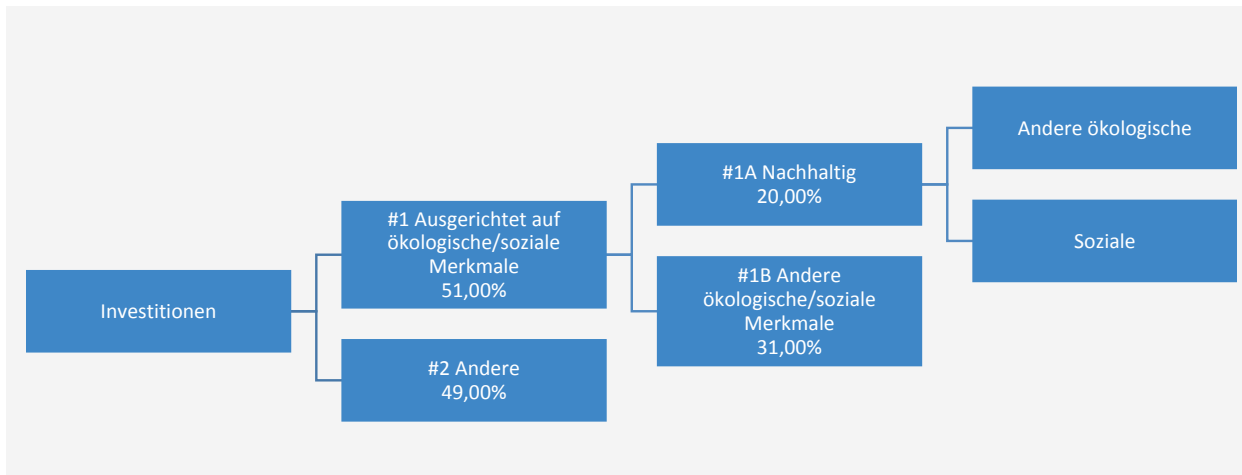 Investitionen
#1 Ausgerichtet auf
ökologische/soziale
Merkmale
51,00%
#2 Andere
49,00%
#1A Nachhaltig
20,00%
#1B Andere
ökologische/soziale
Merkmale
31,00%
Andere ökologische
Soziale